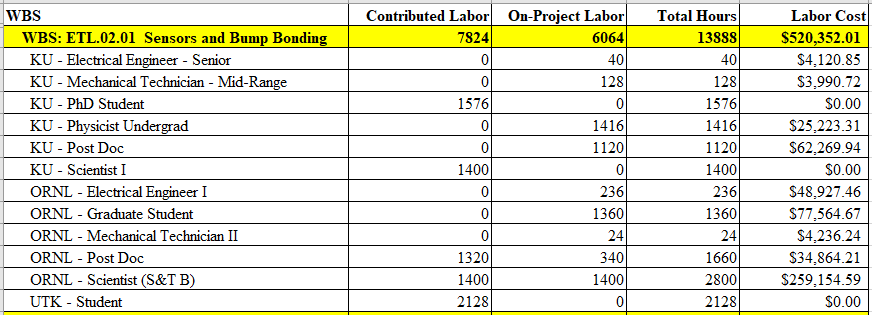 WBS Contributed Labor On-Project Labor Total Hours Labor Cost
WBS: ETL.02.01 Sensors and Bump Bonding 7824 6064 13888 $520,352.01
KU - Electrical Engineer - Senior 0 40 40 $4,120.85
KU - Mechanical Technician - Mid-Range 0 128 128 $3,990.72
KU - PhD Student 1576 0 1576 $0.00
KU - Physicist Undergrad 0 1416 1416 $25,223.31
KU - Post Doc 0 1120 1120 $62,269.94
KU - Scientist I 1400 0 1400 $0.00
ORNL - Electrical Engineer I 0 236 236 $48,927.46
ORNL - Graduate Student 0 1360 1360 $77,564.67
ORNL - Mechanical Technician II 0 24 24 $4,236.24
ORNL - Post Doc 1320 340 1660 $34,864.21
ORNL - Scientist (S&T B) 1400 1400 2800 $259,154.59
UTK - Student 2128 0 2128 $0.00